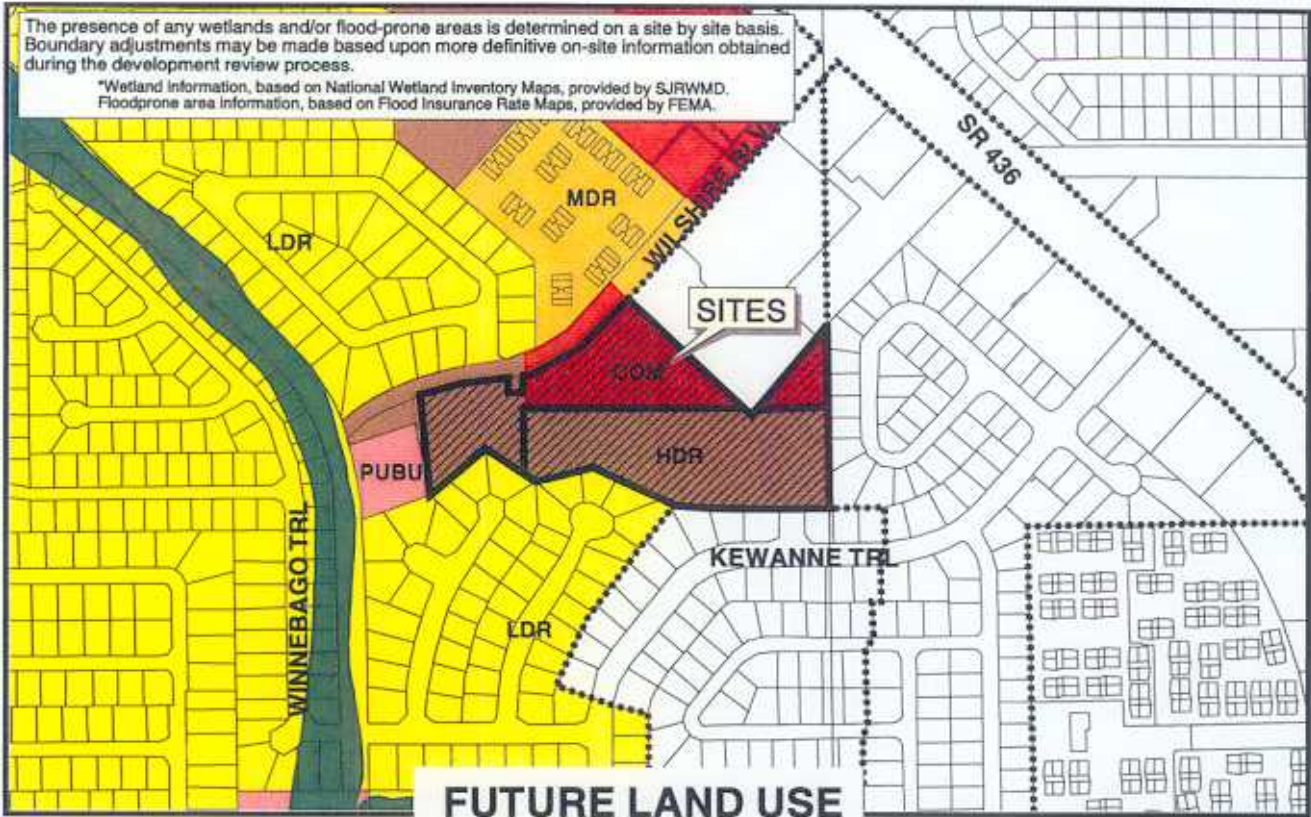 The presence of any wetlands and/or flood-prone areas is determined on a site by site basis.
Boundary adjustments may be made based upon more definitive on-site information obtained
during the development review process.
*Wetland information, based on National Wetland Inventory Maps, provided by SJRWMD.
Floodprone area information, based on Flood Insurance Rate Maps, provided by FEMA.
SR 436
MDR
WILSHIRE BLV
LDR
SITES
COM
HDR
PUBU
WINNEBAGO TRL
KEWANNE TRL
LDR
FUTURE LAND USE